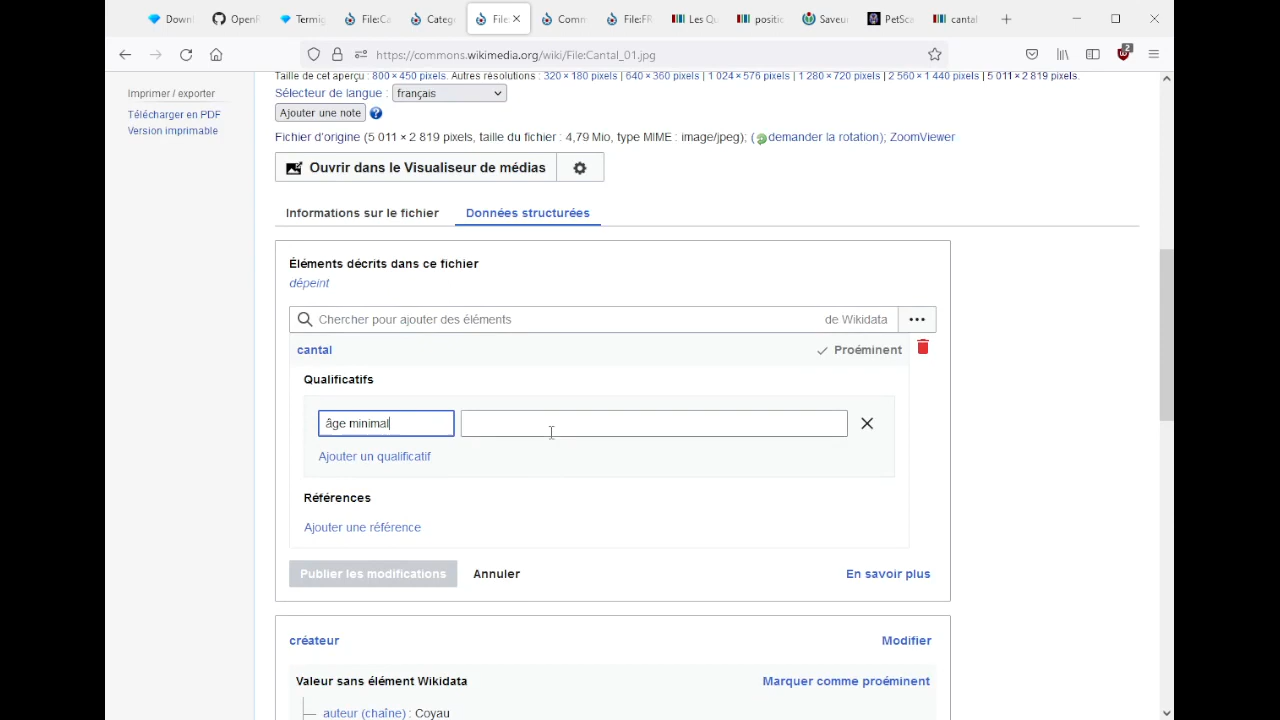 Down
OpenF
Termig
File:Ca
Categ
File:
Comm
File:FR
Les Qu
positic
Saveu
PetSca
cantal
https://commons.wikimedia.org/wiki/File:Cantal_01.jpg
2
Imprimer / exporter
Télécharger en PDF
Version imprimable
Taille de cet aperçu : 800 × 450 pixels. Autres résolutions : 320 × 180 pixels | 640 × 360 pixels | 1 024 × 576 pixels | 1 280 × 720 pixels | 2 560 × 1 440 pixels | 5 011 × 2 819 pixels.
Sélecteur de langue : français
Ajouter une note
Fichier d'origine (5 011 × 2 819 pixels, taille du fichier : 4,79 Mio, type MIME : image/jpeg); (demander la rotation); ZoomViewer
Ouvrir dans le Visualiseur de médias
Informations sur le fichier Données structurées
Éléments décrits dans ce fichier
dépeint
Chercher pour ajouter des éléments de Wikidata
cantal Proéminent
Qualificatifs
âge minimal
Ajouter un qualificatif
Références
Ajouter une référence
Publier les modifications Annuler En savoir plus
créateur Modifier
Valeur sans élément Wikidata Marquer comme proéminent
auteur (chaîne) : Coyau